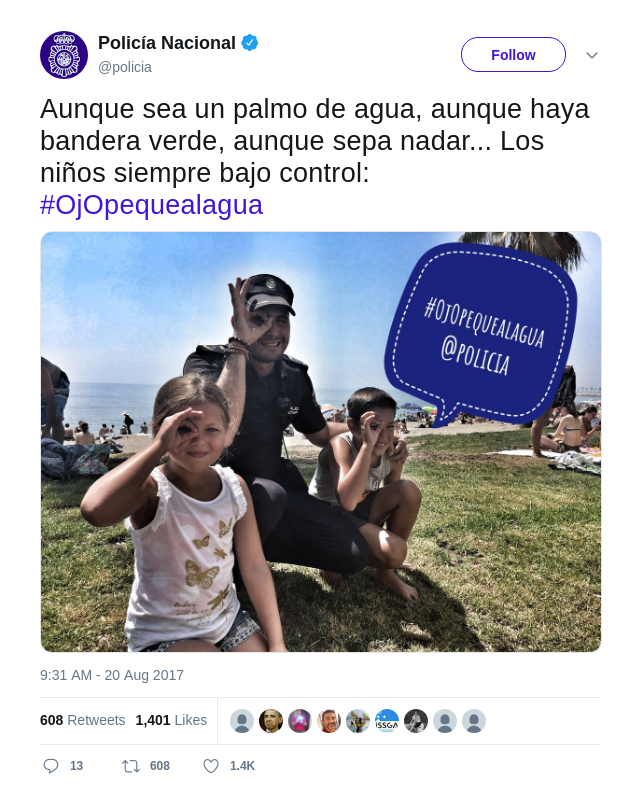 Policía Nacional
@policia
Follow
Aunque sea un palmo de agua, aunque haya
bandera verde, aunque sepa nadar... Los
niños siempre bajo control:
#OjOpequealagua
#OJOPEQUEALAGUA
@POLICIA
9:31 AM - 20 Aug 2017
608 Retweets 1,401 Likes
ISSGA
13 608 1.4K